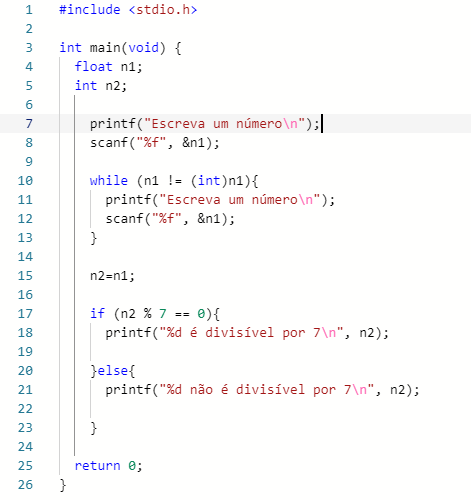 1 #include <stdio.h>
2
3 int main(void) {
4 float n1;
5 int n2;
6
7 printf("Escreva um número\n");
8 scanf("%f", &n1);
9
10 while (n1 != (int)n1){
11 printf("Escreva um número\n");
12 scanf("%f", &n1);
13 }
14
15 n2=n1;
16
17 if (n2 % 7 == 0){
18 printf("%d é divisível por 7\n", n2);
19
20 }else{
21 printf("%d não é divisível por 7\n", n2);
22
23 }
24
25 return 0;
26 }